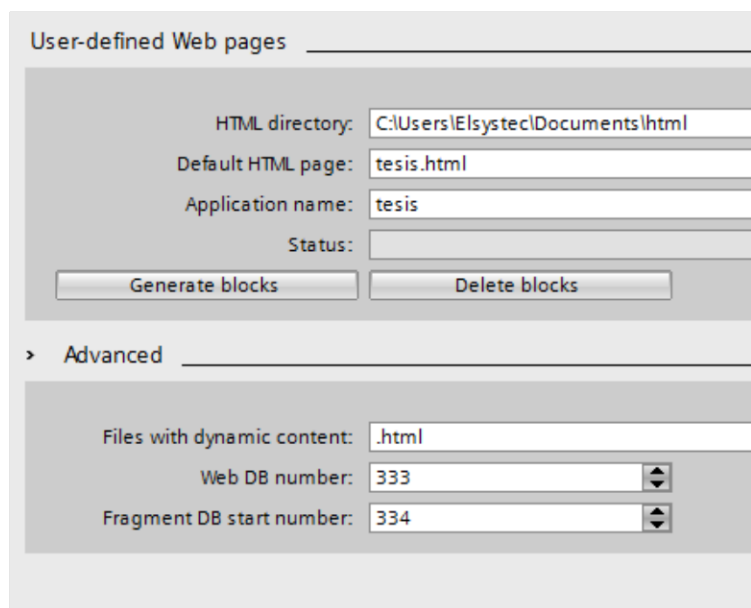 User-defined Web pages
HTML directory: C:\Users\Elsystec\Documents\html
Default HTML page: tesis.html
Application name: tesis
Status:
Generate blocks Delete blocks
> Advanced
Files with dynamic content: .html
Web DB number: 333
Fragment DB start number: 334